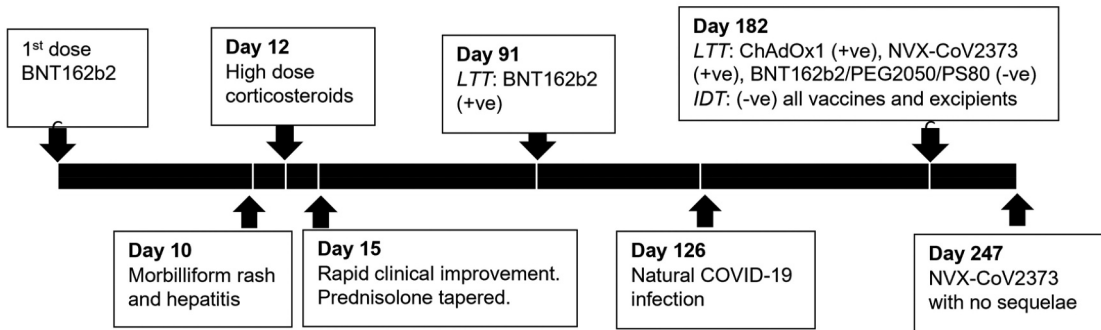 1st dose
BNT162b2
Day 12
High dose
corticosteroids
Day 91
LTT: BNT162b2
(+ve)
Day 182
LTT: ChAdOx1 (+ve), NVX-CoV2373
(+ve), BNT162b2/PEG2050/PS80 (-ve)
IDT: (-ve) all vaccines and excipients
Day 10
Morbilliform rash
and hepatitis
Day 15
Rapid clinical improvement.
Prednisolone tapered.
Day 126
Natural COVID-19
infection
Day 247
NVX-CoV2373
with no sequelae